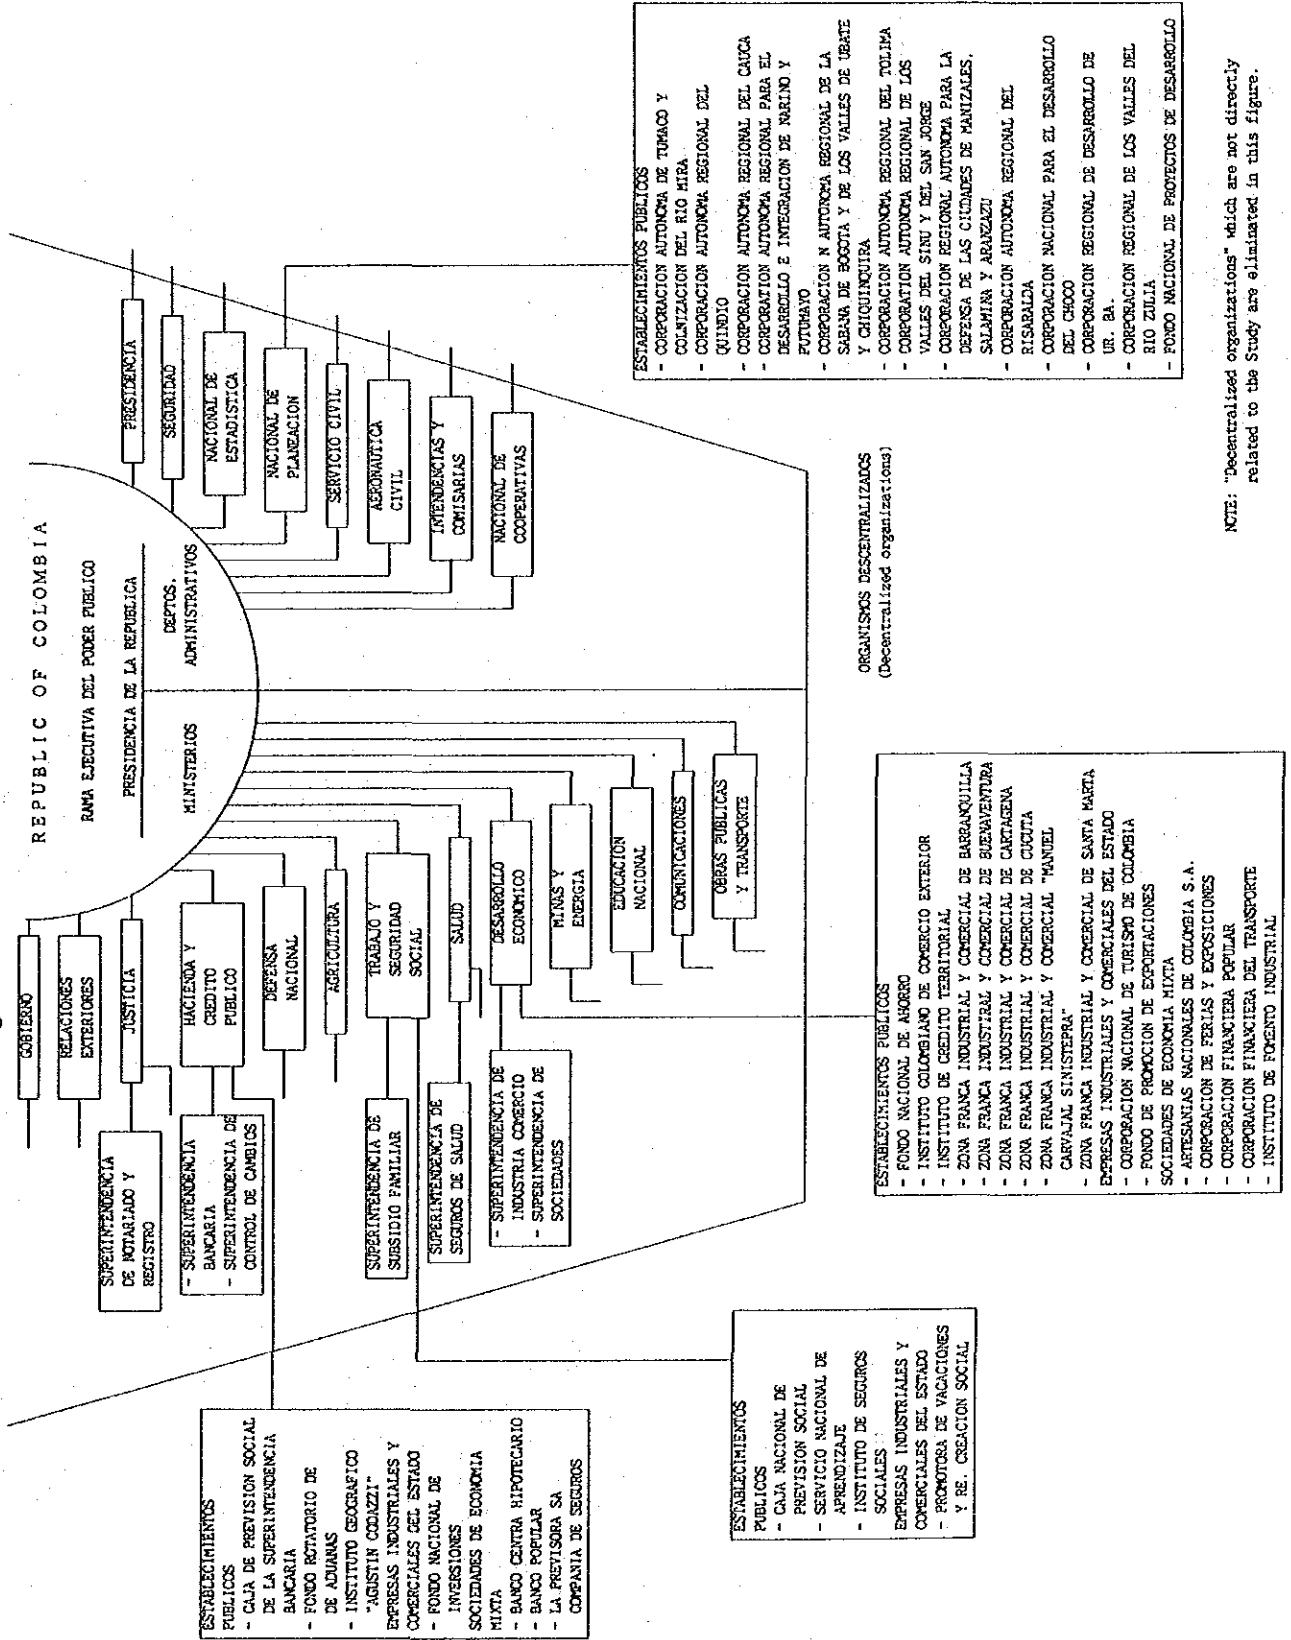 REPUBLIC OF COLOMBIA
RAMA EJECUTIVA DEL PODER PUBLICO
PRESIDENCIA DE LA REPUBLICA
MINISTERIOS
DEPTOS.
ADMINISTRATIVOS
GOBIERNO
RELACIONES
EXTERIORES
JUSTICIA
HACIENDA Y
CREDITO
PUBLICO
DEFENSA
NACIONAL
AGRICULTURA
TRABAJO Y
SEGURIDAD
SOCIAL
SALUD
DESARROLLO
ECONOMICO
MINAS Y
ENERGIA
EDUCACION
NACIONAL
COMUNICACIONES
OBRAS PUBLICAS
Y TRANSPORTE
PRESIDENCIA
SEGURIDAD
NACIONAL DE
ESTADISTICA
NACIONAL DE
PLANEACION
SERVICIO CIVIL
AERONAUTICA
CIVIL
INTENDENCIAS Y
COMISARIAS
NACIONAL DE
COOPERATIVAS
SUPERINTENDENCIA
DE NOTARIADO Y
REGISTRO
- SUPERINTENDENCIA
BANCARIA
- SUPERINTENDENCIA DE
CONTROL DE CAMBIOS
SUPERINTENDENCIA DE
SUBSIDIO FAMILIAR
SUPERINTENDENCIA DE
SEGUROS DE SALUD
- SUPERINTENDENCIA DE
INDUSTRIA COMERCIO
- SUPERINTENDENCIA DE
SOCIEDADES
ESTABLECIMIENTOS
PUBLICOS
- CAJA DE PREVISION SOCIAL
DE LA SUPERINTENDENCIA
BANCARIA
- FONDO ROTATORIO DE
DE ADUANAS
- INSTITUTO GEOGRAFICO
"AGUSTIN CODAZZI"
EMPRESAS INDUSTRIALES Y
COMERCIALES DEL ESTADO
- FONDO NACIONAL DE
INVERSIONES
SOCIEDADES DE ECONOMIA
MIXTA
- BANCO CENTRA HIPOTECARIO
- BANCO POPULAR
- LA PREVISORA SA
COMPANIA DE SEGUROS
ESTABLECIMIENTOS
PUBLICOS
- CAJA NACIONAL DE
PREVISION SOCIAL
- SERVICIO NACIONAL DE
APRENDIZAJE
- INSTITUTO DE SEGUROS
SOCIALES
EMPRESAS INDUSTRIALES Y
COMERCIALES DEL ESTADO
- PROMOTORA DE VACACIONES
Y RE. CREACION SOCIAL
ESTABLECIMIENTOS PUBLICOS
- FONDO NACIONAL DE AHORRO
- INSTITUTO COLOMBIANO DE COMERCIO EXTERIOR
- INSTITUTO DE CREDITO TERRITORIAL
- ZONA FRANCA INDUSTRIAL Y COMERCIAL DE BARRANQUILLA
- ZONA FRANCA INDUSTIRAL Y COMERCIAL DE BUENAVENTURA
- ZONA FRANCA INDUSTRIAL Y COMERCIAL DE CARTAGENA
- ZONA FRANCA INDUSTRIAL Y COMERCIAL DE CUCUTA
- ZONA FRANCA INDUSTRIAL Y COMERCIAL "MANUEL
CARVAJAL SINISTEPRA"
- ZONA FRANCA INDUSTRIAL Y COMERCIAL DE SANTA MARTA
EMPRESAS INDUSTRIALES Y COMERCIALES DEL ESTADO
- CORPORACION NACIONAL DE TURISMO DE COLOMBIA
- FONDO DE PROMOCION DE EXPORTACIONES
SOCIEDADES DE ECONOMIA MIXTA
- ARTESANIAS NACIONALES DE COLOMBIA S.A.
- CORPORACION DE FERIAS Y EXPOSICIONES
- CORPORACION FINANCIERA POPULAR
- CORPORACION FINANCIERA DEL TRANSPORTE
- INSTITUTO DE FOMENTO INDUSTRIAL
ORGANISMOS DESCENTRALIZADOS
(Decentralized organizations)
ESTABLECIMIENTOS PUBLICOS
- CORPORACION AUTONOMA DE TUMACO Y
COLNIZACION DEL RIO MIRA
- CORPORACION AUTONOMA REGIONAL DEL
QUINDIO
- CORPORACION AUTONOMA REGIONAL DEL CAUCA
- CORPORATION AUTONOMA REGIONAL PARA EL
DESARROLLO E INTEGRACION DE NARINO Y
PUTUMAYO
- CORPORACION N AUTONOMA REGIONAL DE LA
SABANA DE BOGOTA Y DE LOS VALLES DE UBATE
Y CHIQUINQUIRA
- CORPORACION AUTONOMA REGIONAL DEL TOLIMA
- CORPORATION AUTONOMA REGIONAL DE LOS
VALLES DEL SINU Y DEL SAN JORGE
- CORPORACION REGIONAL AUTONOMA PARA LA
DEFENSA DE LAS CIUDADES DE MANIZALES,
SALAMINA Y ARANZAZU
- CORPORACION AUTONOMA REGIONAL DEL
RISARALDA
- CORPORACION NACIONAL PARA EL DESARROLLO
DEL CHOCO
- CORPORACION REGIONAL DE DESARROLLO DE
UR. BA.
- CORPORACION REGIONAL DE LOS VALLES DEL
RIO ZULIA
- FONDO NACIONAL DE PROYECTOS DE DESARROLLO
NOTE: "Decentralized organizations" which are not directly
related to the Study are eliminated in this figure.